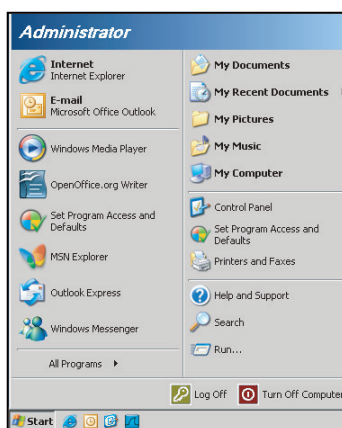 Administrator
Internet
Internet Explorer
E-mail
Microsoft Office Outlook
Windows Media Player
OpenOffice.org Writer
Set Program Access and
Defaults
MSN Explorer
Outlook Express
Windows Messenger
All Programs
My Documents
My Recent Documents
My Pictures
My Music
My Computer
Control Panel
Set Program Access and
Defaults
Printers and Faxes
Help and Support
Search
Run...
Log Off
Turn Off Computer
Start